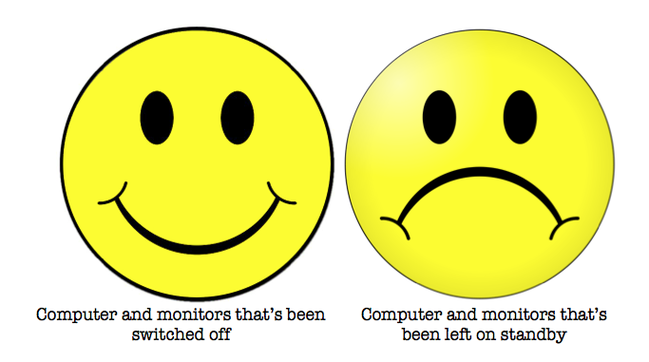 Computer and monitors that's been
switched off
Computer and monitors that's
been left on standby